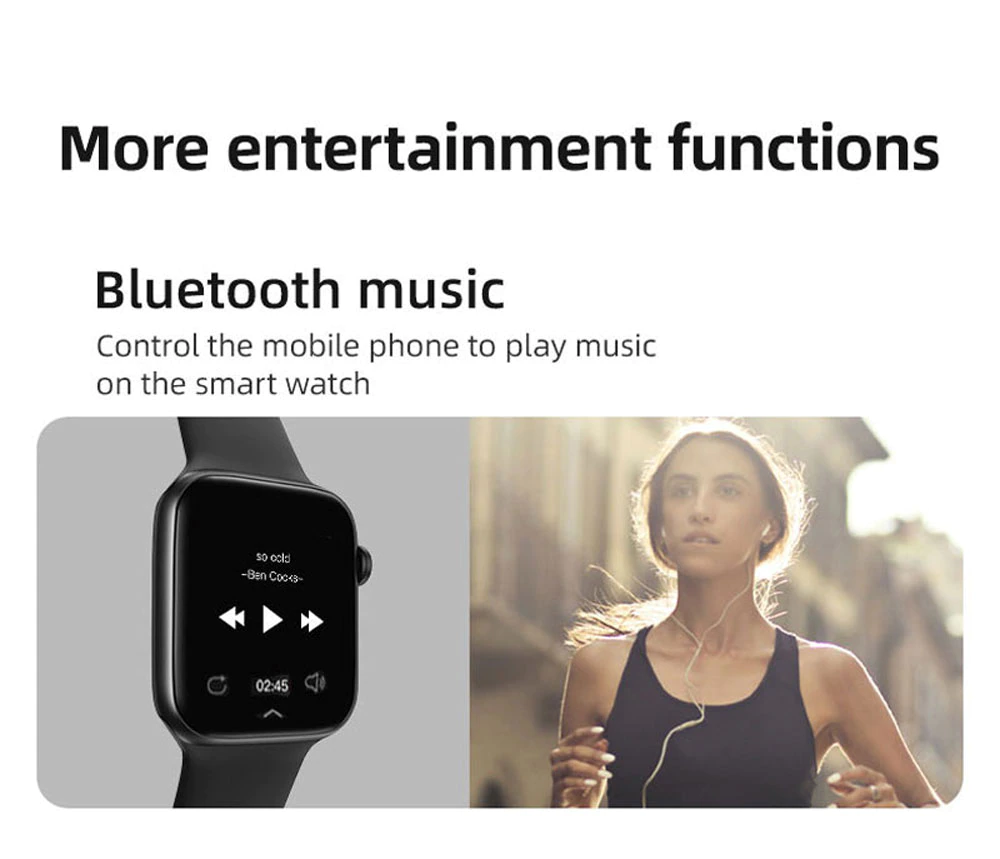 More entertainment functions
Bluetooth music
Control the mobile phone to play music
on the smart watch
so cold
~Ben Cocks~
02:45